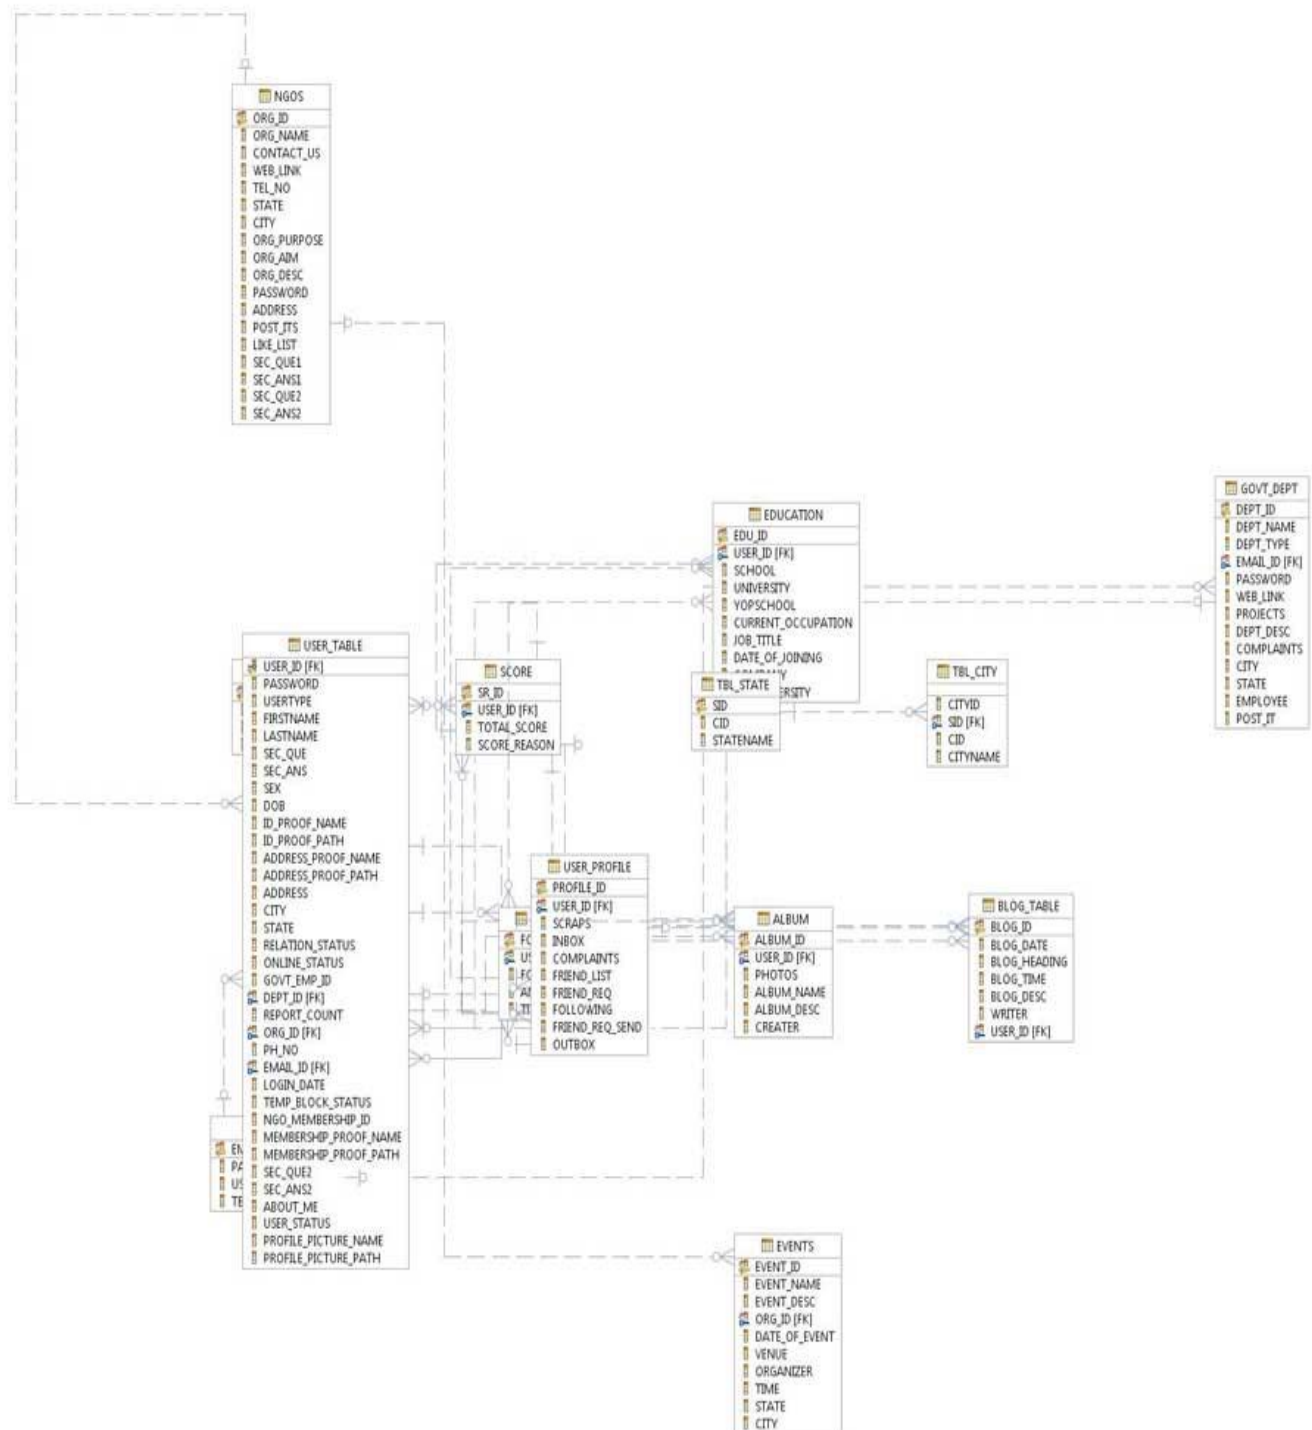 NGOS
ORG_ID
ORG_NAME
CONTACT_US
WEB_LINK
TEL_NO
STATE
CITY
ORG_PURPOSE
ORG_AIM
ORG_DESC
PASSWORD
ADDRESS
POST_ITS
LIKE_LIST
SEC_QUE1
SEC_ANS1
SEC_QUE2
SEC_ANS2
GOVT_DEPT
DEPT_ID
DEPT_NAME
DEPT_TYPE
EMAIL_ID [FK]
PASSWORD
WEB_LINK
PROJECTS
DEPT_DESC
COMPLAINTS
CITY
STATE
EMPLOYEE
POST_IT
EDUCATION
EDU_ID
USER_ID [FK]
SCHOOL
UNIVERSITY
YOPSCHOOL
CURRENT_OCCUPATION
JOB_TITLE
DATE_OF_JOINING
TBL_STATE
SID
CID
STATENAME
TBL_CITY
CITYID
SID [FK]
CID
CITYNAME
USER_TABLE
USER_ID [FK]
PASSWORD
USERTYPE
FIRSTNAME
LASTNAME
SEC_QUE
SEC_ANS
SEX
DOB
ID_PROOF_NAME
ID_PROOF_PATH
ADDRESS_PROOF_NAME
ADDRESS_PROOF_PATH
ADDRESS
CITY
STATE
RELATION_STATUS
ONLINE_STATUS
GOVT_EMP_ID
DEPT_ID [FK]
REPORT_COUNT
ORG_ID [FK]
PH_NO
EMAIL_ID [FK]
LOGIN_DATE
TEMP_BLOCK_STATUS
NGO_MEMBERSHIP_ID
MEMBERSHIP_PROOF_NAME
MEMBERSHIP_PROOF_PATH
SEC_QUE2
SEC_ANS2
ABOUT_ME
USER_STATUS
PROFILE_PICTURE_NAME
PROFILE_PICTURE_PATH
EM
PA
US
TE
SCORE
SR_ID
USER_ID [FK]
TOTAL_SCORE
SCORE_REASON
USER_PROFILE
PROFILE_ID
USER_ID [FK]
SCRAPS
INBOX
COMPLAINTS
FRIEND_LIST
FRIEND_REQ
FOLLOWING
FRIEND_REQ_SEND
OUTBOX
ALBUM
ALBUM_ID
USER_ID [FK]
PHOTOS
ALBUM_NAME
ALBUM_DESC
CREATER
BLOG_TABLE
BLOG_ID
BLOG_DATE
BLOG_HEADING
BLOG_TIME
BLOG_DESC
WRITER
USER_ID [FK]
EVENTS
EVENT_ID
EVENT_NAME
EVENT_DESC
ORG_ID [FK]
DATE_OF_EVENT
VENUE
ORGANIZER
TIME
STATE
CITY